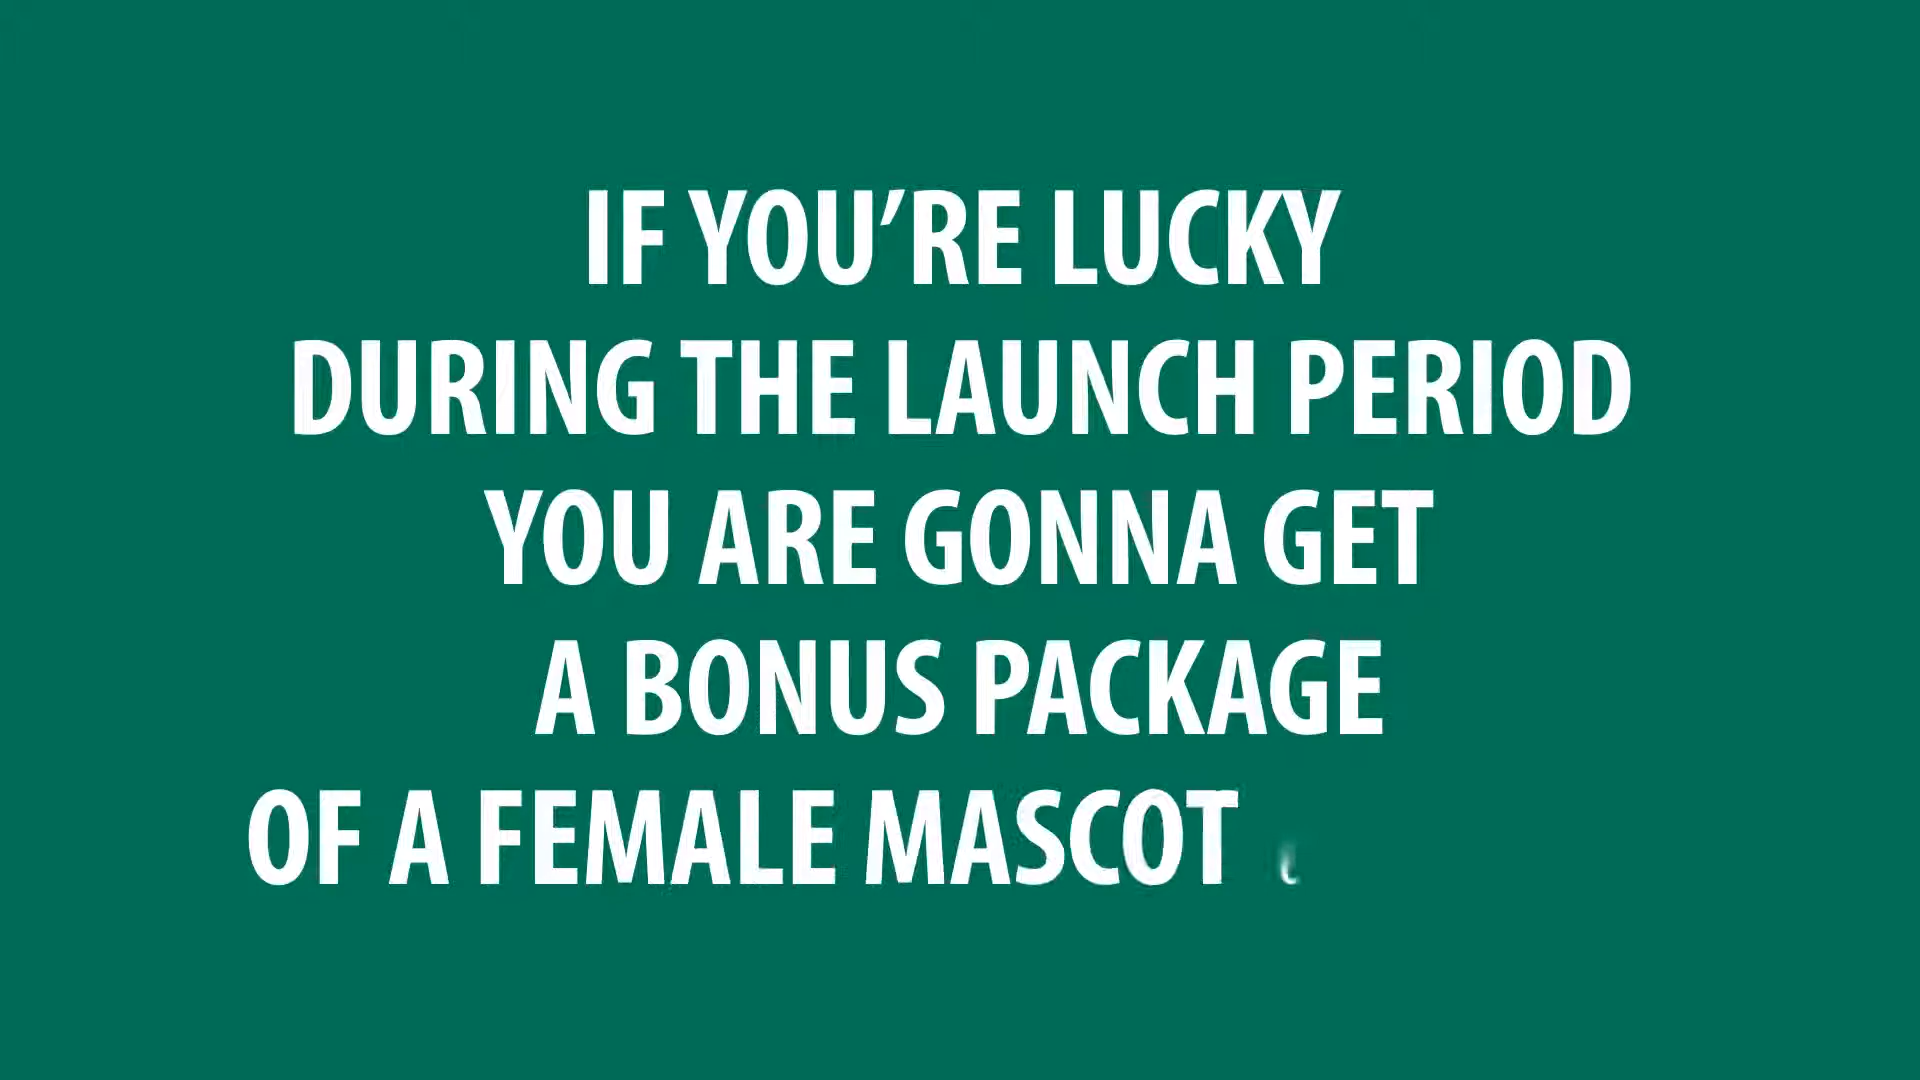 IF YOU'RE LUCKY
DURING THE LAUNCH PERIOD
YOU ARE GONNA GET
A BONUS PACKAGE
OF A FEMALE MASCOT